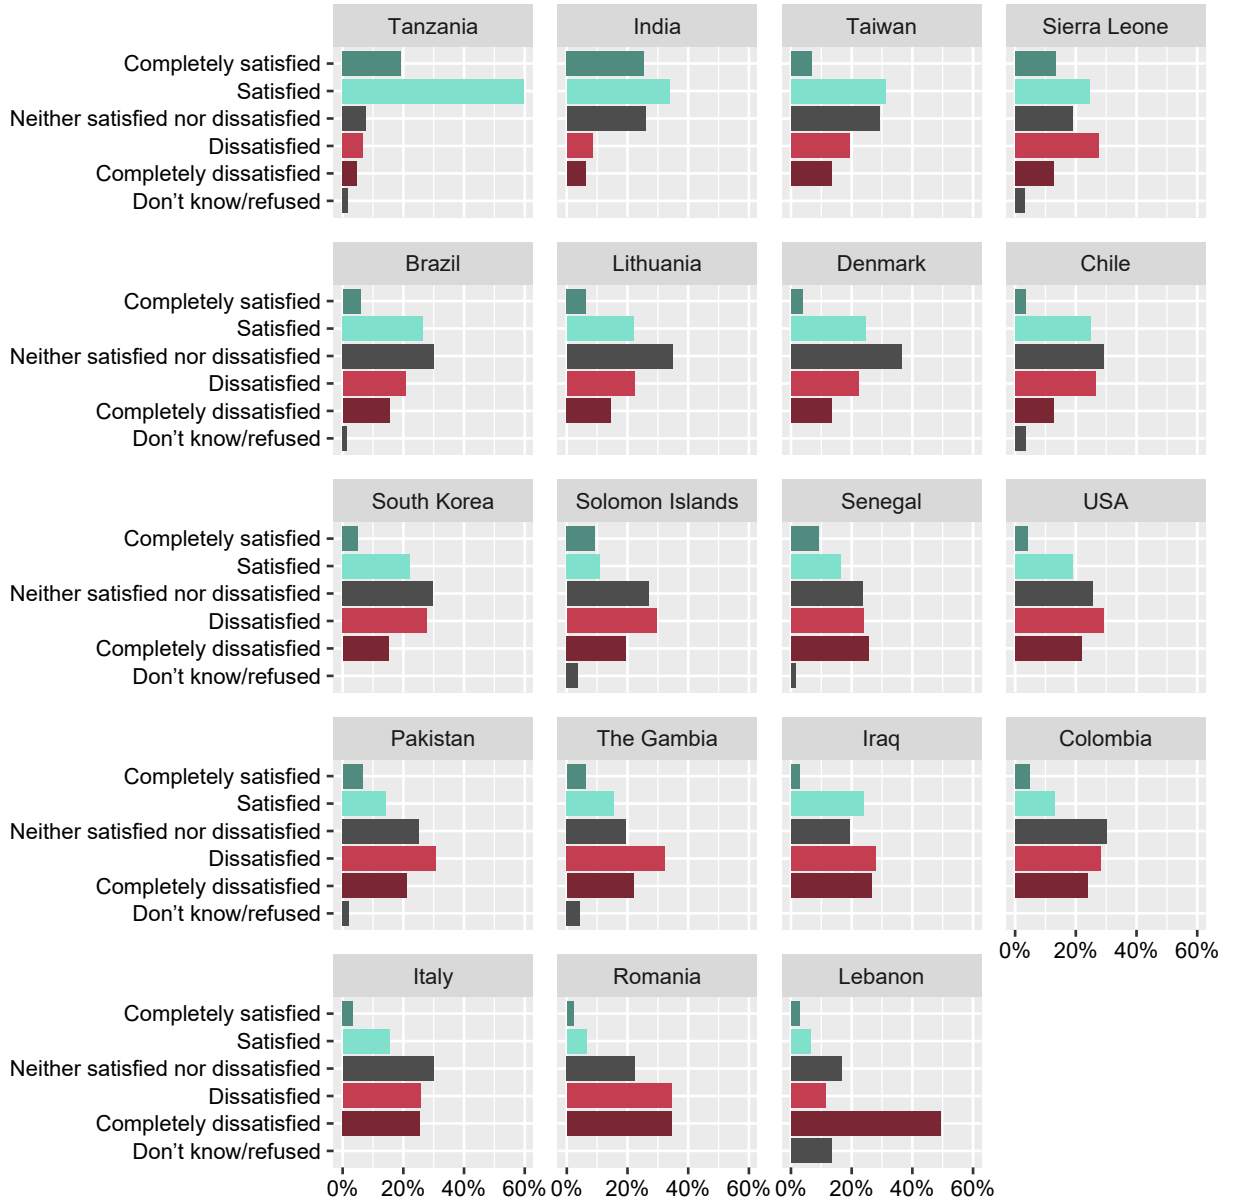 Tanzania India Taiwan Sierra Leone
Completely satisfied
Satisfied
Neither satisfied nor dissatisfied
Dissatisfied
Completely dissatisfied
Don’t know/refused
Brazil Lithuania Denmark Chile
Completely satisfied
Satisfied
Neither satisfied nor dissatisfied
Dissatisfied
Completely dissatisfied
Don’t know/refused
South Korea Solomon Islands Senegal USA
Completely satisfied
Satisfied
Neither satisfied nor dissatisfied
Dissatisfied
Completely dissatisfied
Don’t know/refused
Pakistan The Gambia Iraq Colombia
Completely satisfied
Satisfied
Neither satisfied nor dissatisfied
Dissatisfied
Completely dissatisfied
Don’t know/refused
0% 20% 40% 60%
Italy Romania Lebanon
Completely satisfied
Satisfied
Neither satisfied nor dissatisfied
Dissatisfied
Completely dissatisfied
Don’t know/refused
0% 20% 40% 60% 0% 20% 40% 60% 0% 20% 40% 60%